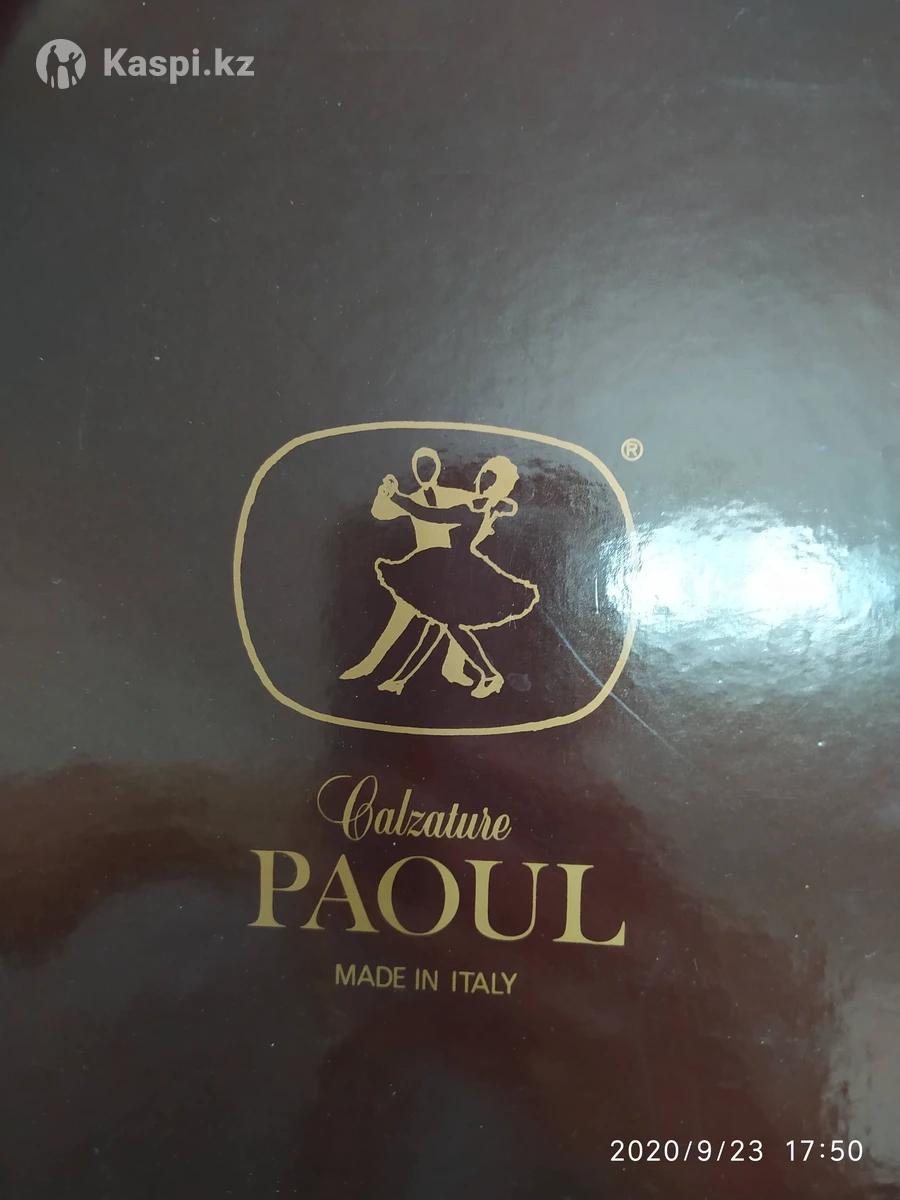 Kaspi.kz
®
Calzature
PAOUL
MADE IN ITALY
2020/9/23 17:50